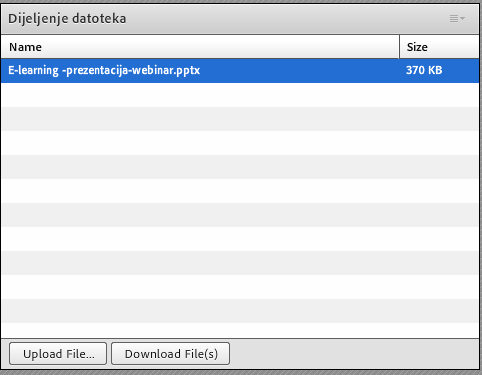 Dijeljenje datoteka
Name Size
E-learning -prezentacija-webinar.pptx 370 KB
Upload File... Download File(s)